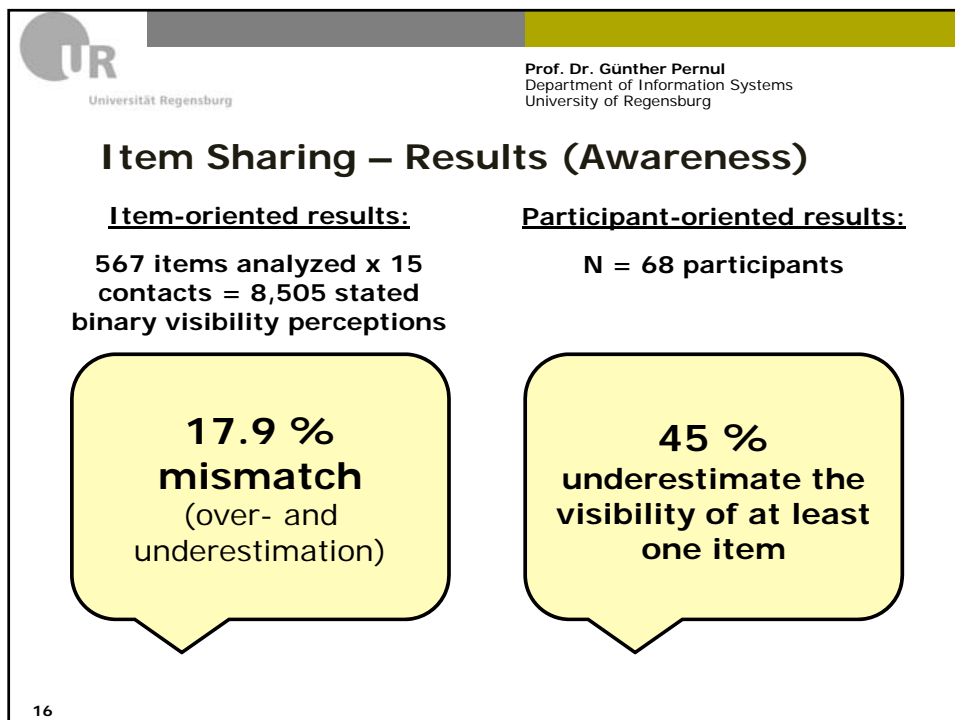 UR
Universität Regensburg
Prof. Dr. Günther Pernul
Department of Information Systems
University of Regensburg
Item Sharing – Results (Awareness)
Item-oriented results:
567 items analyzed x 15
contacts = 8,505 stated
binary visibility perceptions
Participant-oriented results:
N = 68 participants
17.9 %
mismatch
(over- and
underestimation)
45 %
underestimate the
visibility of at least
one item
16